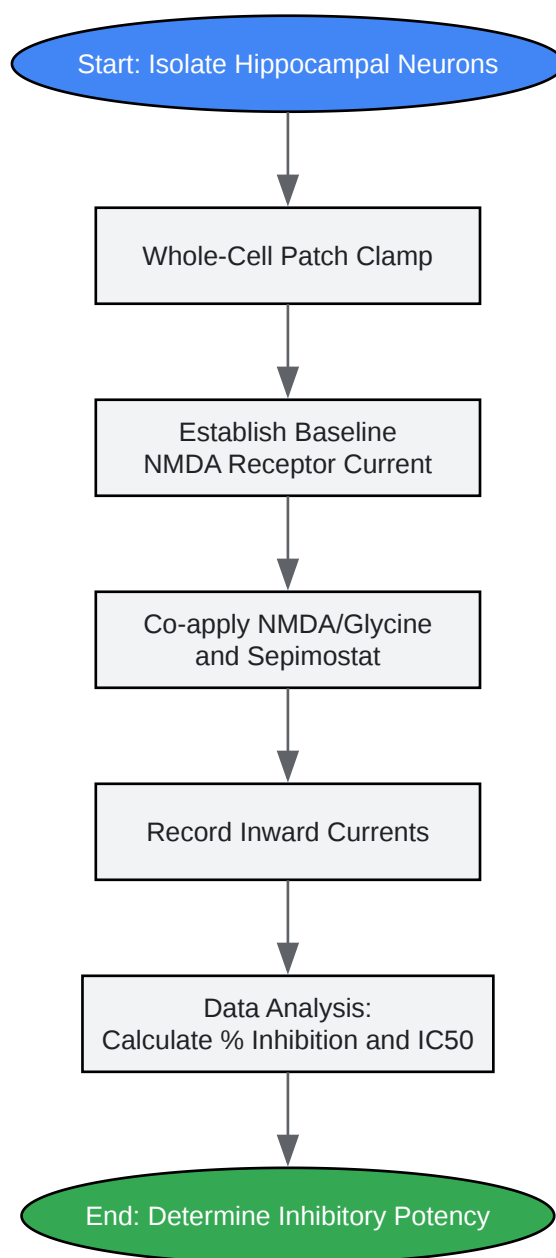 Start: Isolate Hippocampal Neurons
Whole-Cell Patch Clamp
Establish Baseline
NMDA Receptor Current
Co-apply NMDA/Glycine
and Sepimostat
Record Inward Currents
Data Analysis:
Calculate % Inhibition and IC50
End: Determine Inhibitory Potency